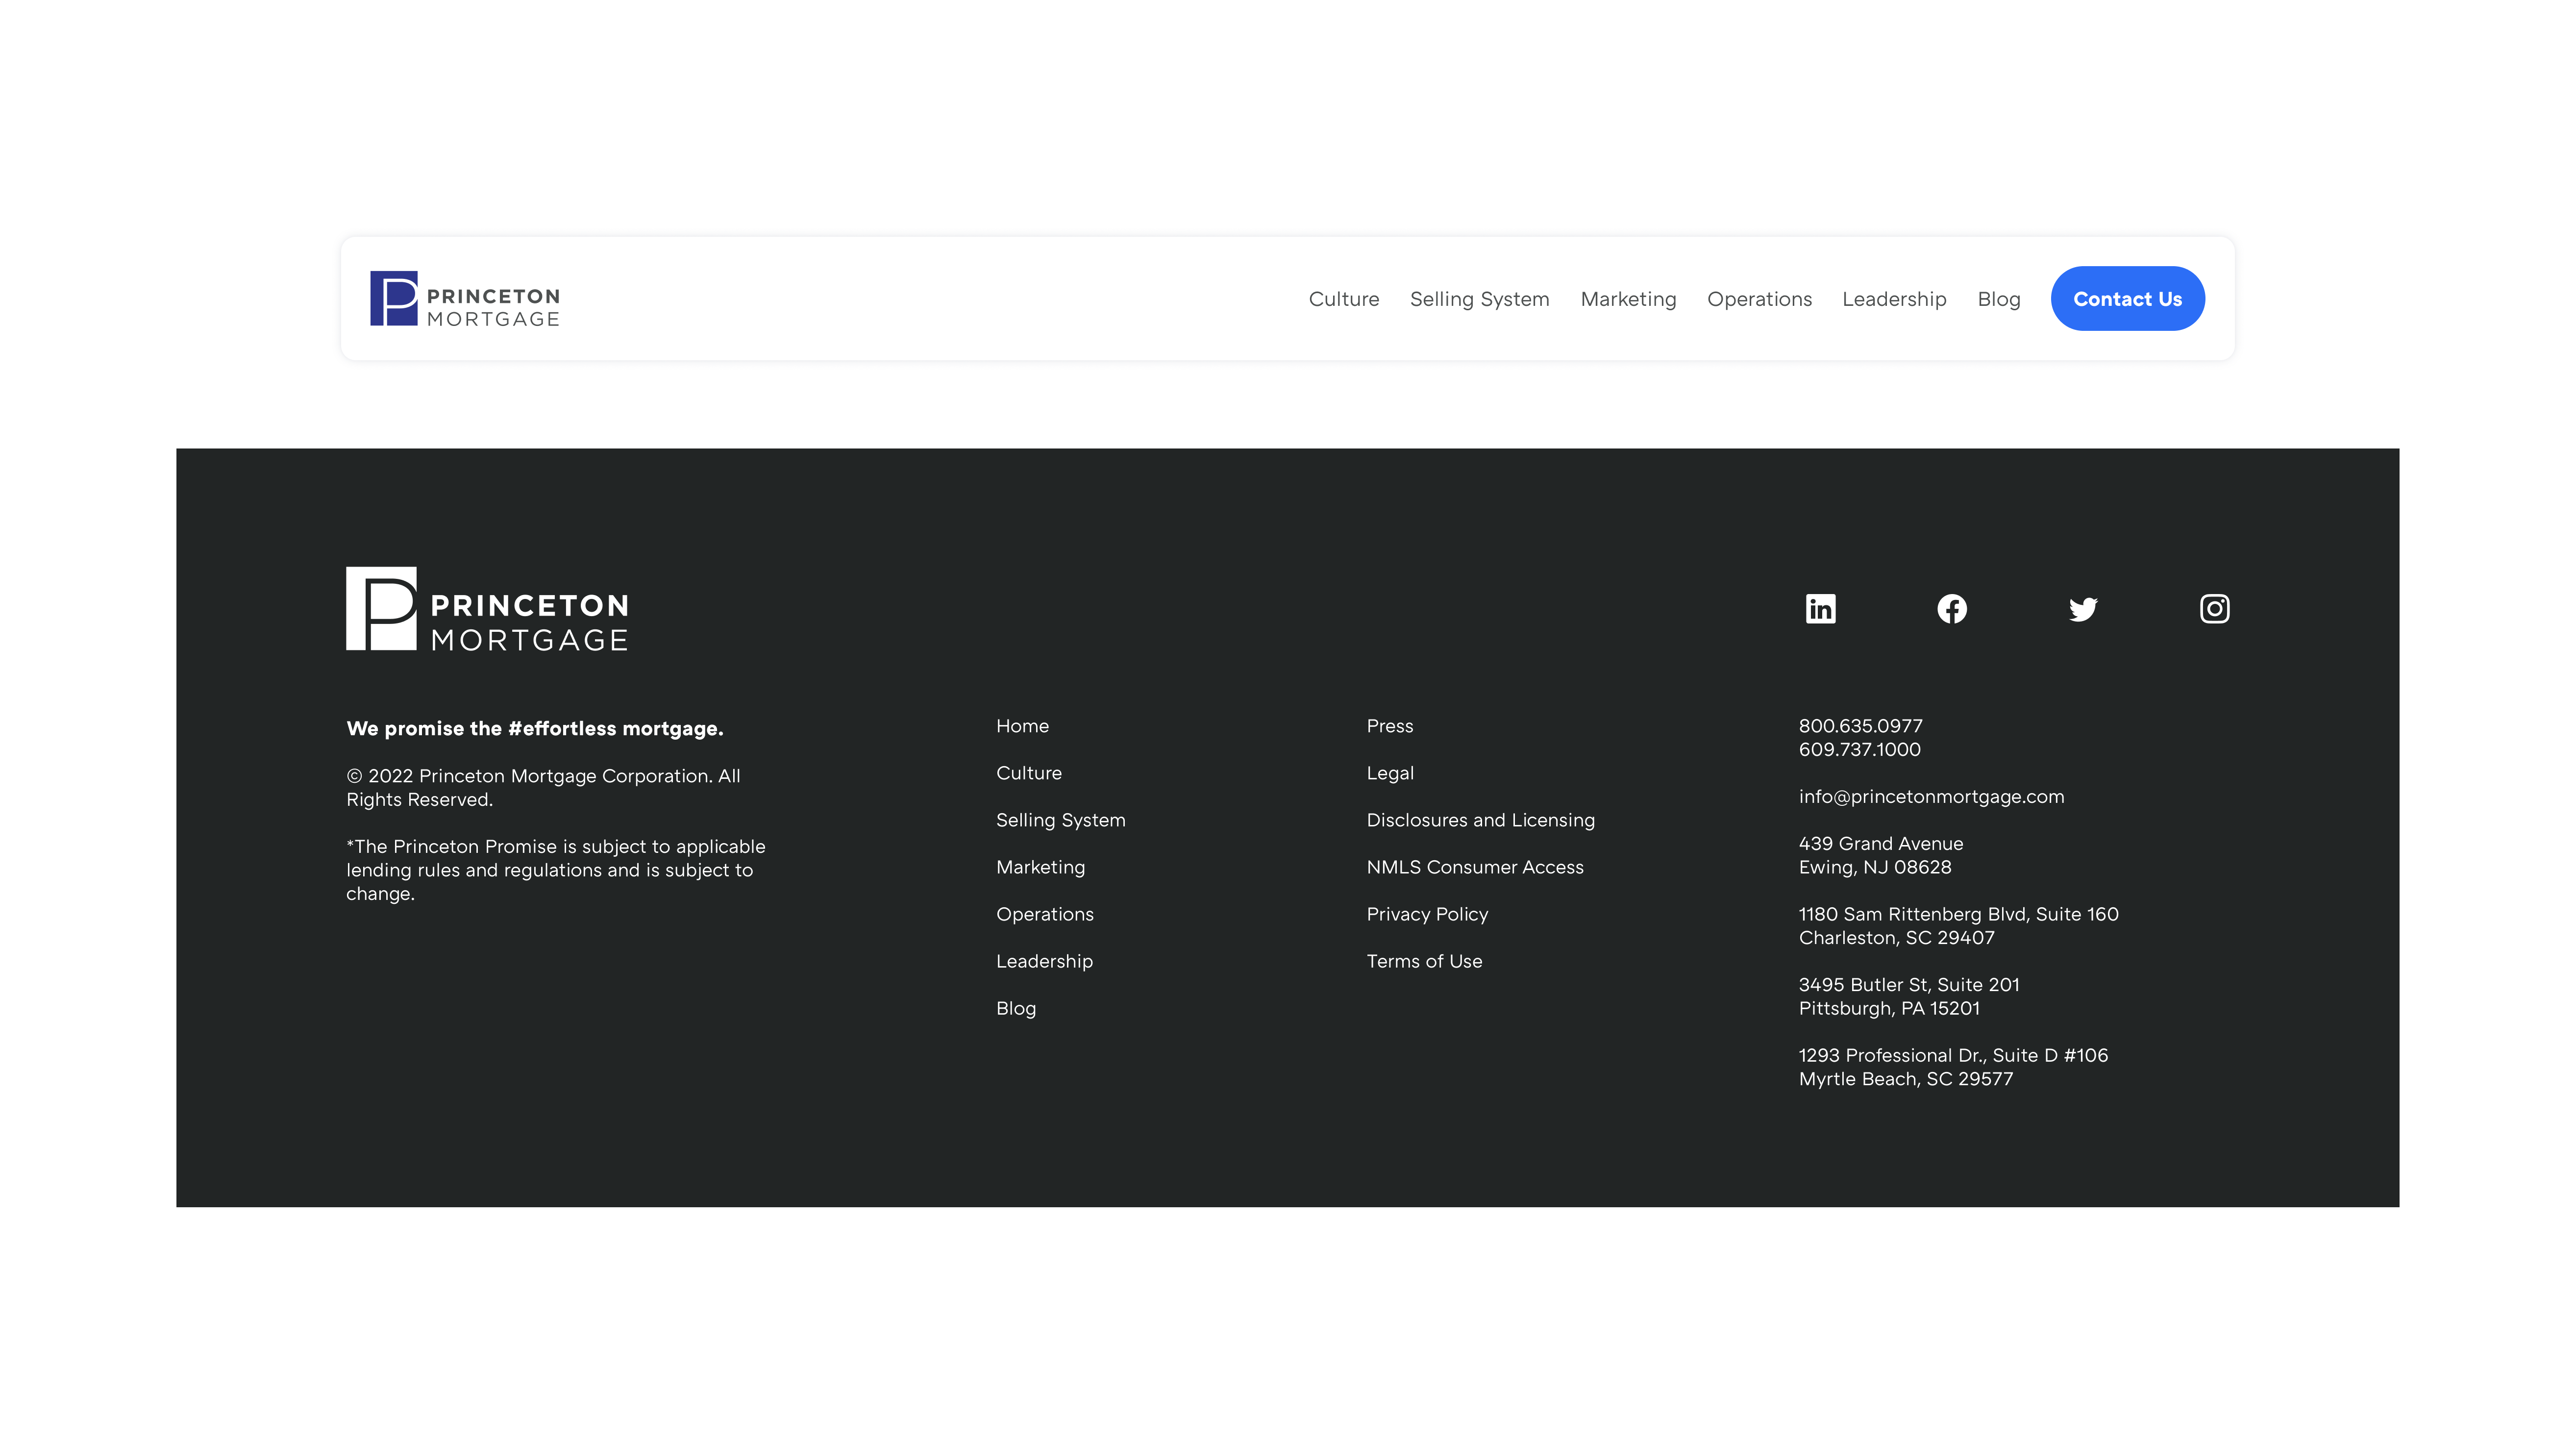 PRINCETON
MORTGAGE
Culture Selling System Marketing Operations Leadership Blog Contact Us
PRINCETON
MORTGAGE
We promise the #effortless mortgage.
© 2022 Princeton Mortgage Corporation. All
Rights Reserved.
*The Princeton Promise is subject to applicable
lending rules and regulations and is subject to
change.
Home
Culture
Selling System
Marketing
Operations
Leadership
Blog
Press
Legal
Disclosures and Licensing
NMLS Consumer Access
Privacy Policy
Terms of Use
800.635.0977
609.737.1000
info@princetonmortgage.com
439 Grand Avenue
Ewing, NJ 08628
1180 Sam Rittenberg Blvd, Suite 160
Charleston, SC 29407
3495 Butler St, Suite 201
Pittsburgh, PA 15201
1293 Professional Dr., Suite D #106
Myrtle Beach, SC 29577